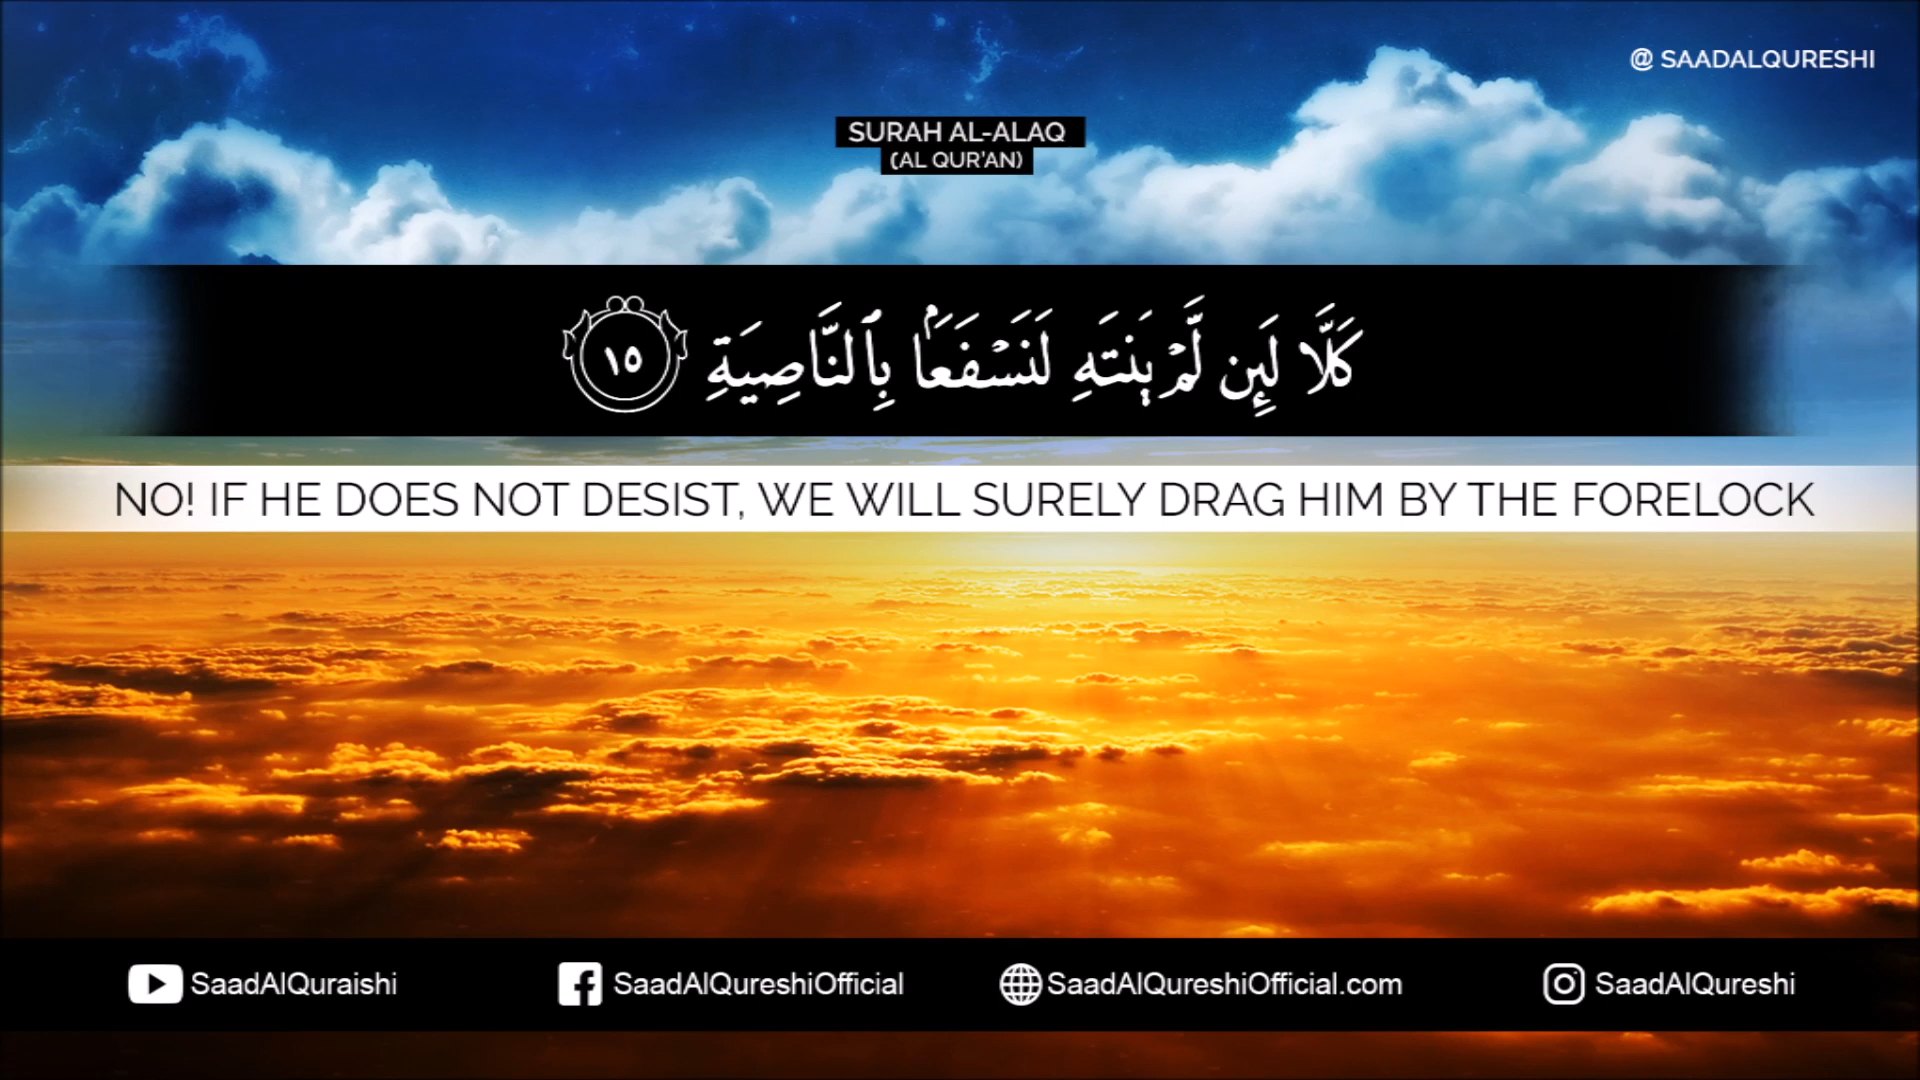 @ SAADALQURESHI
SURAH AL-ALAQ
(AL QUR'AN)
كَلَّا لَئِن لَّمْ يَنتَهِ لَنَسْفَعًۢا بِٱلنَّاصِيَةِ ١٥
NO! IF HE DOES NOT DESIST, WE WILL SURELY DRAG HIM BY THE FORELOCK
SaadAlQuraishi SaadAlQureshiOfficial SaadAlQureshiOfficial.com SaadAlQureshi